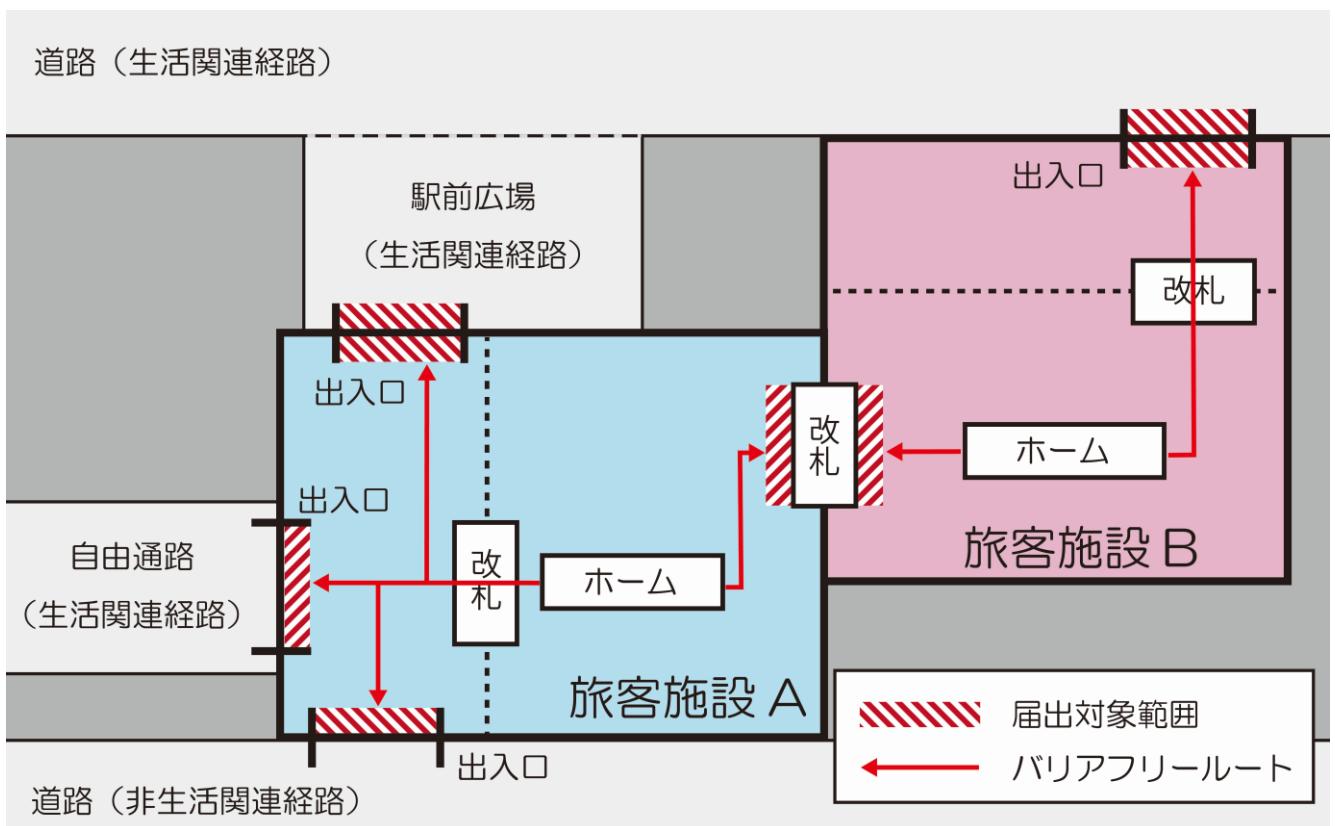 道路（生活関連経路）
駅前広場
（生活関連経路）
出入口
改札
出入口
改札
ホーム
出入口
旅客施設B
自由通路
（生活関連経路）
改札
ホーム
旅客施設A
出入口
道路（非生活関連経路）
届出対象範囲
バリアフリールート